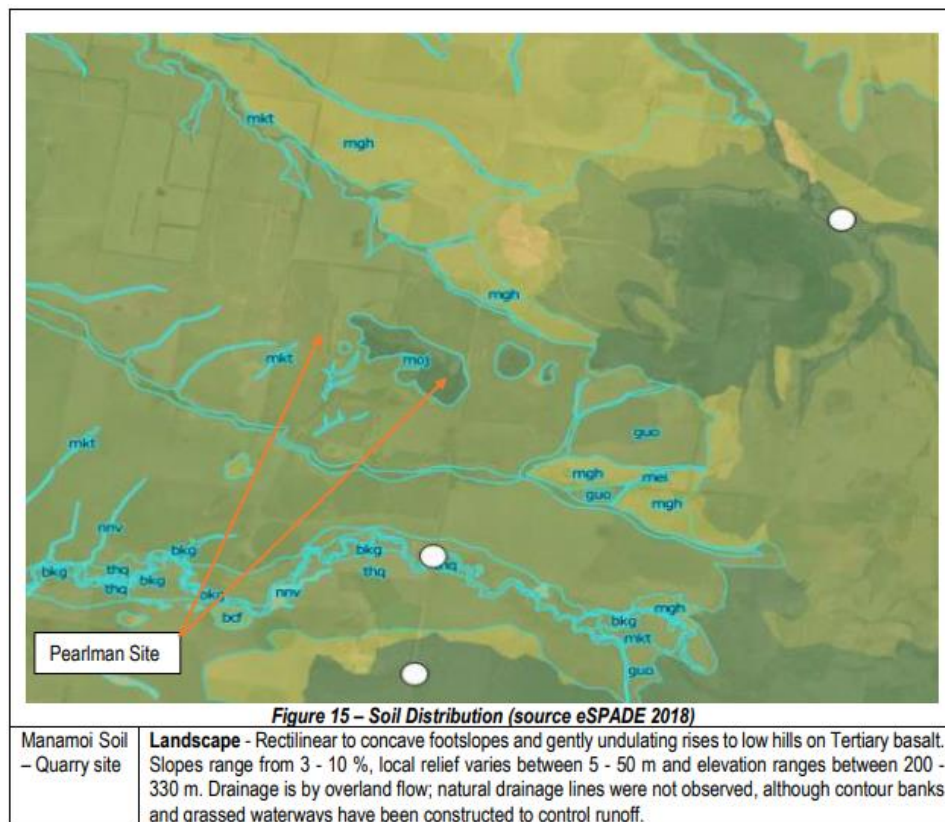 mkt
mgh
mgh
mkt
moj
mkt
guo
mgh
mei
guo
mgh
nnv
bkg
bkg
bkg
thq
thq
bkg
thq
bkg
nnv
bcf
mgh
bkg
mkt
guo
Pearlman Site
Figure 15 – Soil Distribution (source eSPADE 2018)
Manamoi Soil
– Quarry site
Landscape - Rectilinear to concave footslopes and gently undulating rises to low hills on Tertiary basalt.
Slopes range from 3 - 10 %, local relief varies between 5 - 50 m and elevation ranges between 200 -
330 m. Drainage is by overland flow; natural drainage lines were not observed, although contour banks
and grassed waterways have been constructed to control runoff.